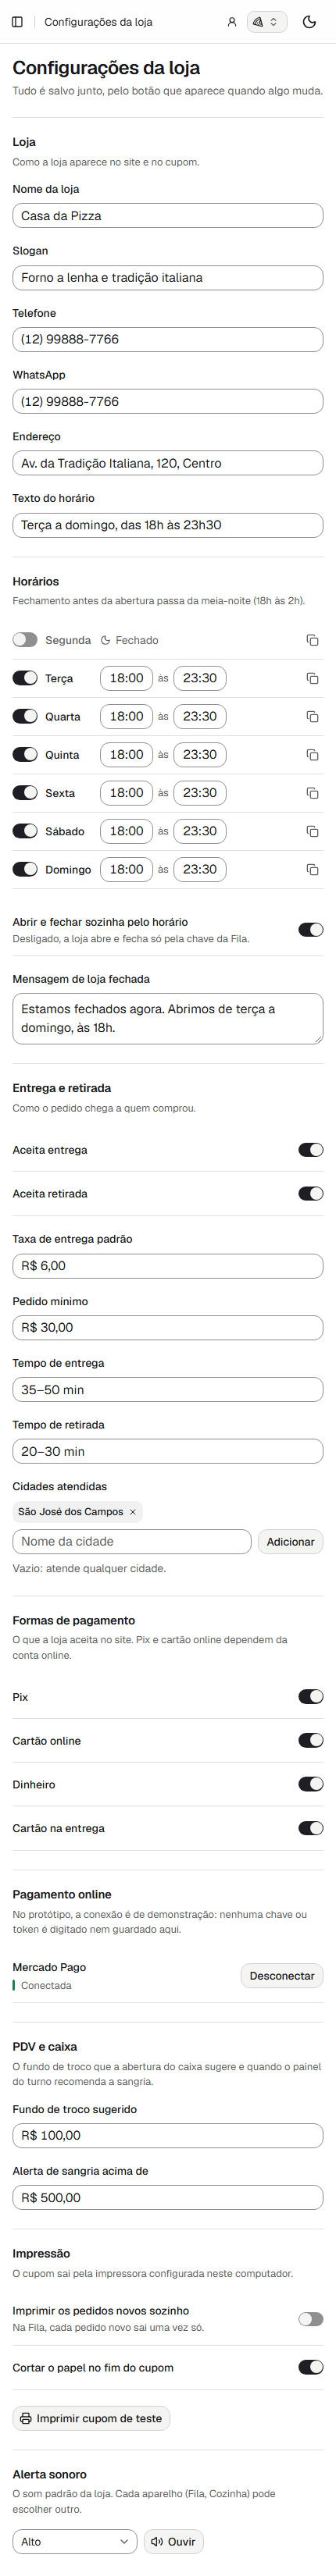 Configurações da loja
Configurações da loja
Tudo é salvo junto, pelo botão que aparece quando algo muda.
Loja
Como a loja aparece no site e no cupom.
Nome da loja
Casa da Pizza
Slogan
Forno a lenha e tradição italiana
Telefone
(12) 99888-7766
WhatsApp
(12) 99888-7766
Endereço
Av. da Tradição Italiana, 120, Centro
Texto do horário
Terça a domingo, das 18h às 23h30
Horários
Fechamento antes da abertura passa da meia-noite (18h às 2h).
Segunda Fechado
Terça 18:00 às 23:30
Quarta 18:00 às 23:30
Quinta 18:00 às 23:30
Sexta 18:00 às 23:30
Sábado 18:00 às 23:30
Domingo 18:00 às 23:30
Abrir e fechar sozinha pelo horário
Desligado, a loja abre e fecha só pela chave da Fila.
Mensagem de loja fechada
Estamos fechados agora. Abrimos de terça a
domingo, às 18h.
Entrega e retirada
Como o pedido chega a quem comprou.
Aceita entrega
Aceita retirada
Taxa de entrega padrão
R$ 6,00
Pedido mínimo
R$ 30,00
Tempo de entrega
35–50 min
Tempo de retirada
20–30 min
Cidades atendidas
São José dos Campos ×
Nome da cidade Adicionar
Vazio: atende qualquer cidade.
Formas de pagamento
O que a loja aceita no site. Pix e cartão online dependem da
conta online.
Pix
Cartão online
Dinheiro
Cartão na entrega
Pagamento online
No protótipo, a conexão é de demonstração: nenhuma chave ou
token é digitado nem guardado aqui.
Mercado Pago
Conectada
Desconectar
PDV e caixa
O fundo de troco que a abertura do caixa sugere e quando o painel
do turno recomenda a sangria.
Fundo de troco sugerido
R$ 100,00
Alerta de sangria acima de
R$ 500,00
Impressão
O cupom sai pela impressora configurada neste computador.
Imprimir os pedidos novos sozinho
Na Fila, cada pedido novo sai uma vez só.
Cortar o papel no fim do cupom
Imprimir cupom de teste
Alerta sonoro
O som padrão da loja. Cada aparelho (Fila, Cozinha) pode
escolher outro.
Alto Ouvir